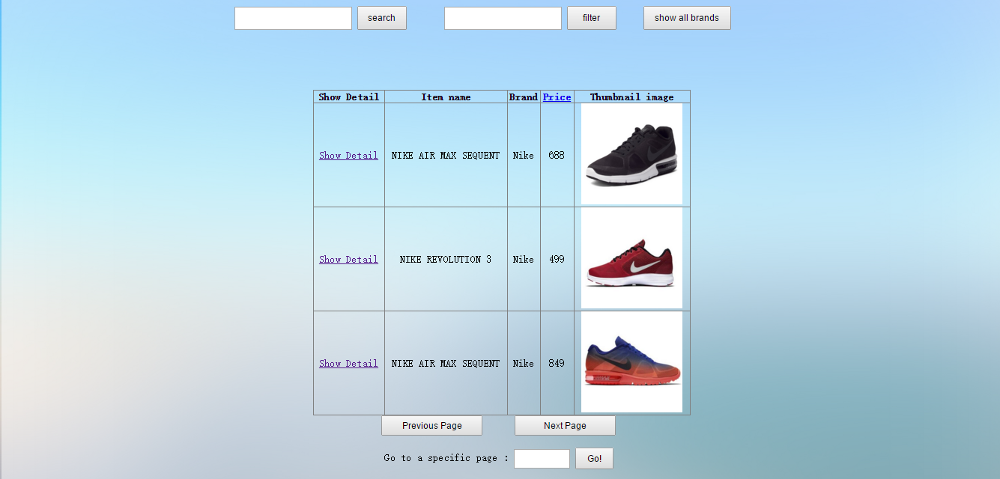 search filter show all brands
Show Detail Item name Brand Price Thumbnail image
Show Detail NIKE AIR MAX SEQUENT Nike 688
Show Detail NIKE REVOLUTION 3 Nike 499
Show Detail NIKE AIR MAX SEQUENT Nike 849
Previous Page Next Page
Go to a specific page : Go!